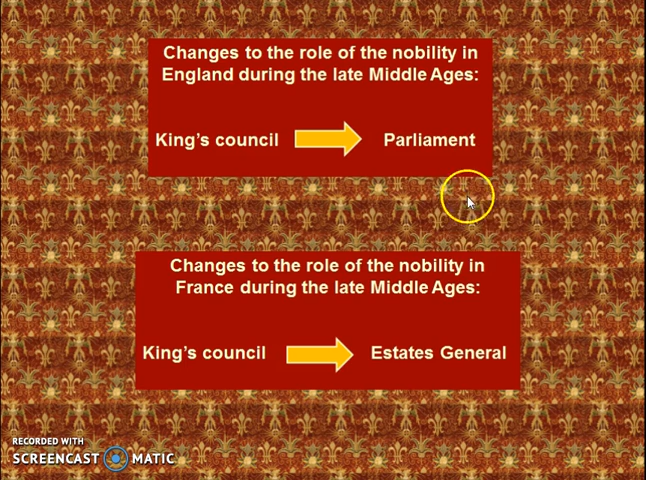 Changes to the role of the nobility in
England during the late Middle Ages:
King's council
Parliament
Changes to the role of the nobility in
France during the late Middle Ages:
King's council
Estates General
RECORDED WITH
SCREENCAST MATIC